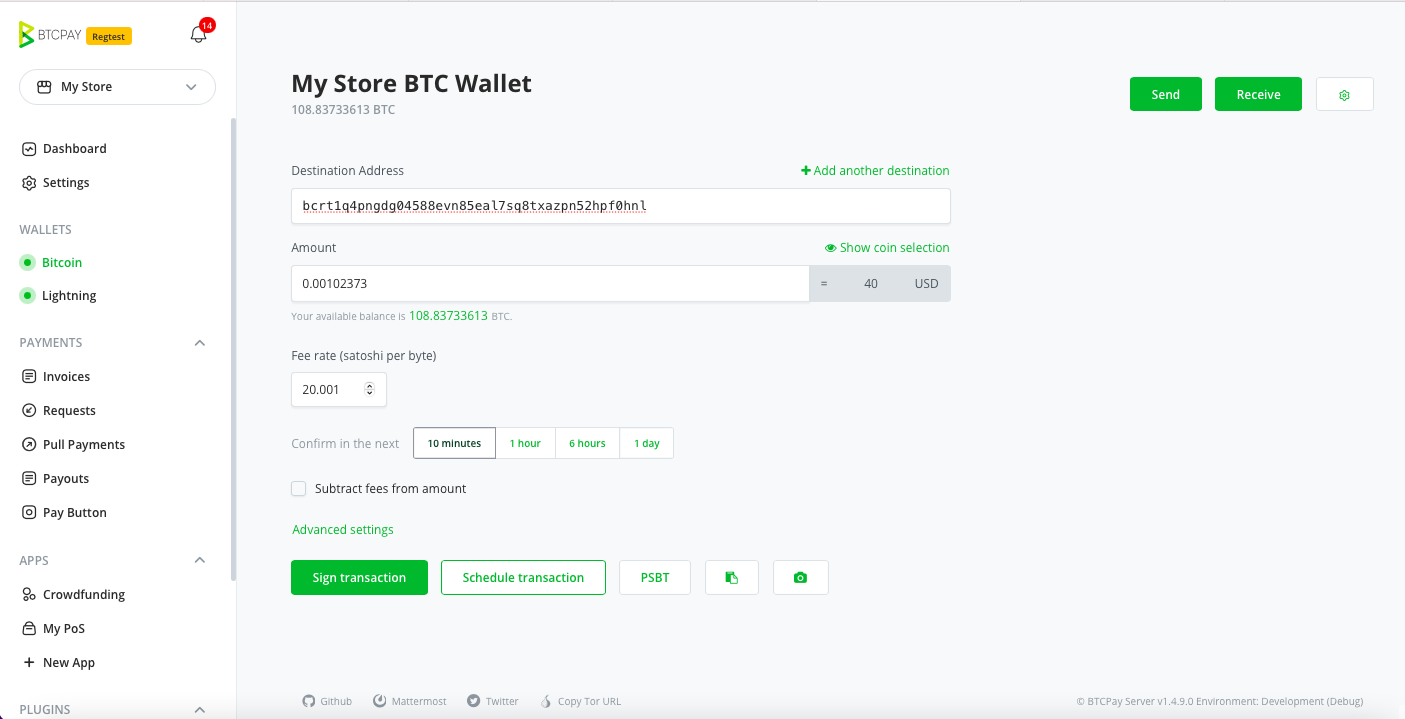 BTCPAY Regtest 14
My Store
Dashboard
Settings
WALLETS
Bitcoin
Lightning
PAYMENTS
Invoices
Requests
Pull Payments
Payouts
Pay Button
APPS
Crowdfunding
My PoS
New App
PLUGINS
My Store BTC Wallet
108.83733613 BTC
Send Receive
Destination Address Add another destination
bcrt1q4pngdg04588evn85eal7sq8txazpn52hpf0hnl
Amount Show coin selection
0.00102373 = 40 USD
Your available balance is 108.83733613 BTC.
Fee rate (satoshi per byte)
20.001
Confirm in the next 10 minutes 1 hour 6 hours 1 day
Subtract fees from amount
Advanced settings
Sign transaction Schedule transaction PSBT
Github Mattermost Twitter Copy Tor URL © BTCPay Server v1.4.9.0 Environment: Development (Debug)